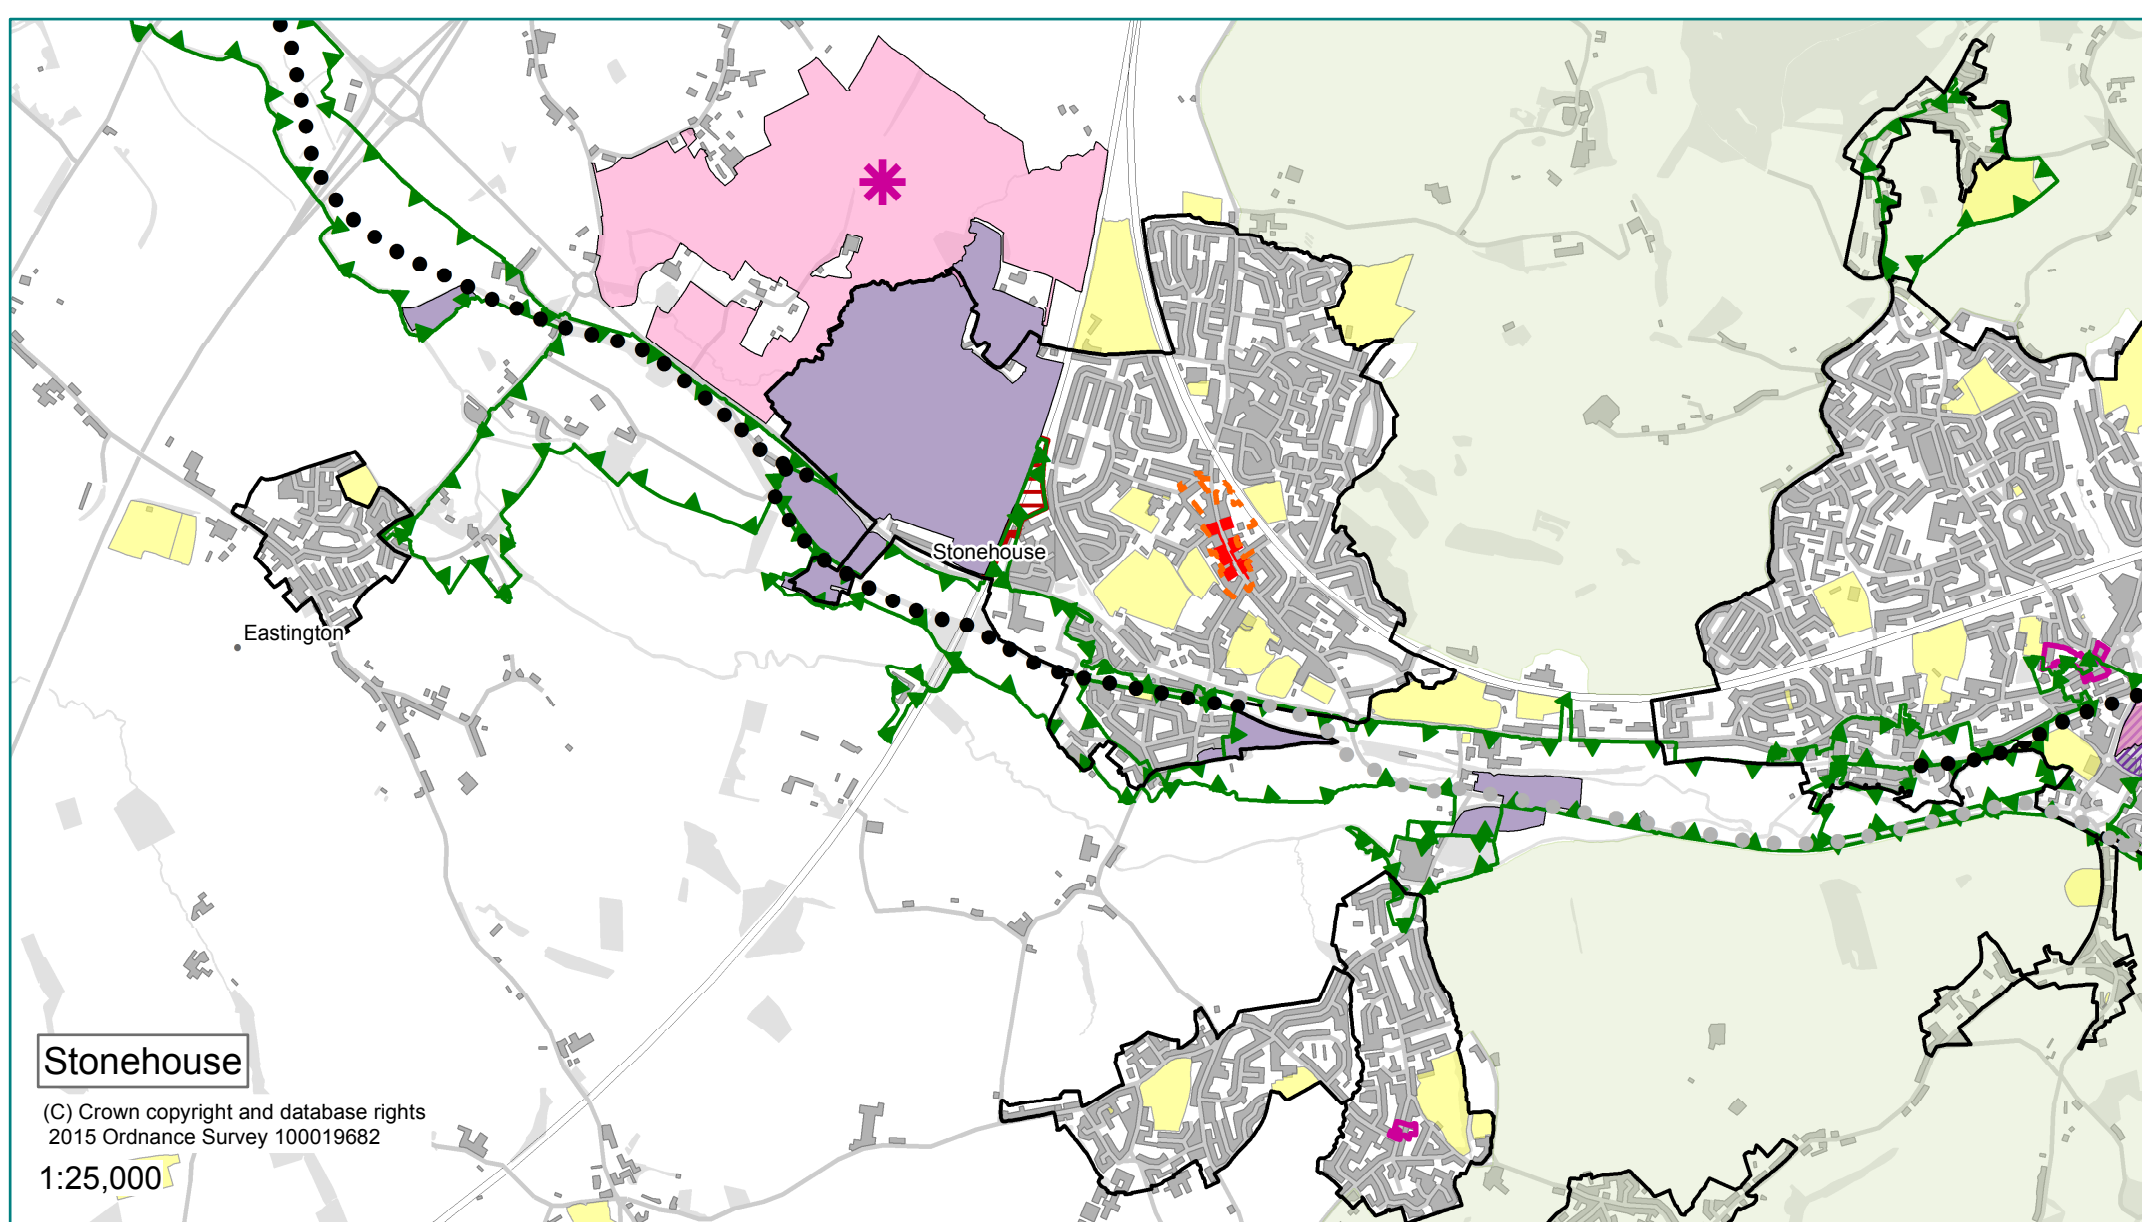 Stonehouse
Eastington
Stonehouse
(C) Crown copyright and database rights
2015 Ordnance Survey 100019682
1:25,000